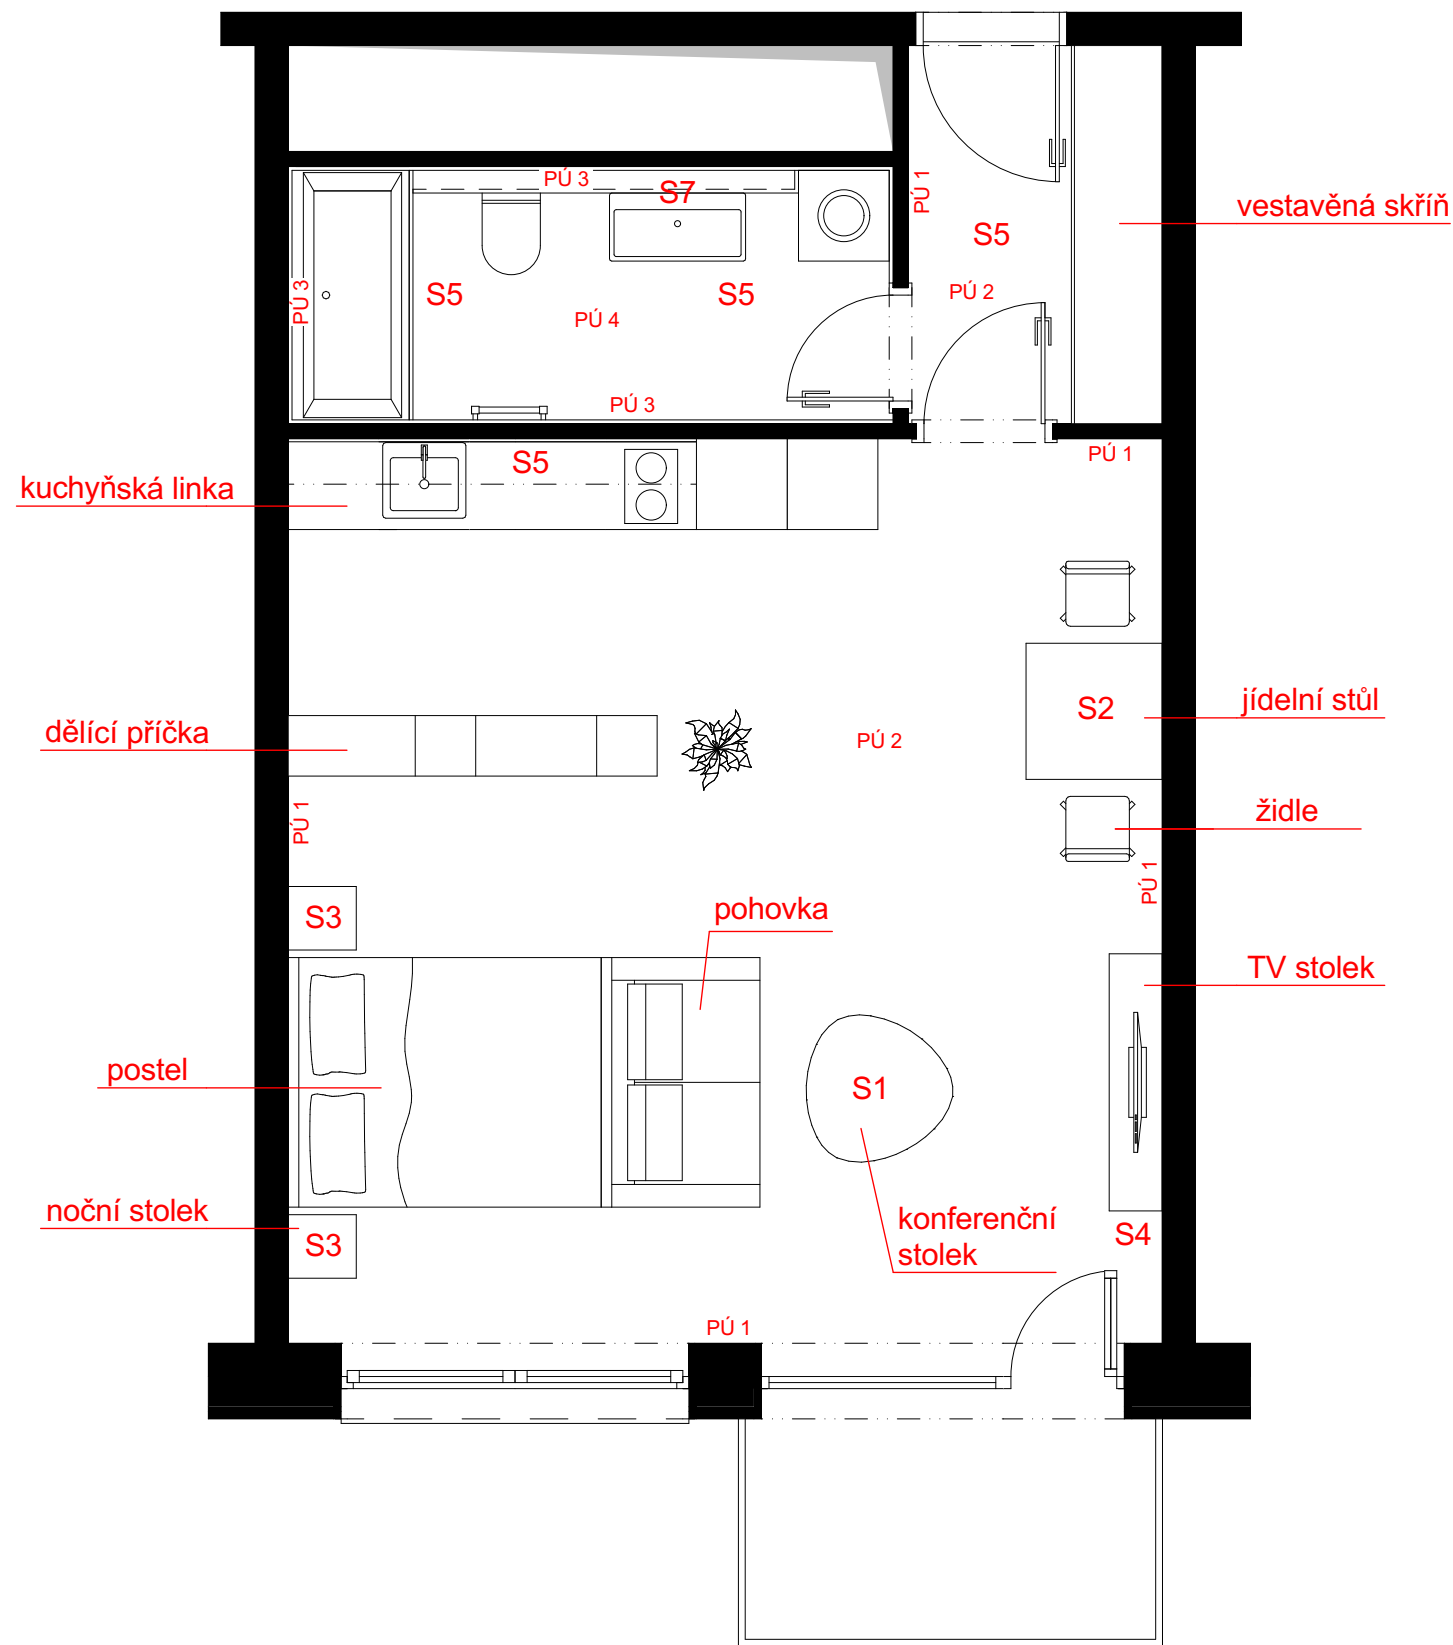 PÚ 3
S7
PÚ 1
vestavěná skříň
S5
PÚ 3
S5
S5
PÚ 2
PÚ 4
PÚ 3
PÚ 1
S5
kuchyňská linka
jídelní stůl
S2
dělící příčka
PÚ 2
PÚ 1
židle
PÚ 1
S3
pohovka
TV stolek
postel
S1
noční stolek
S3
konferenční
stolek
S4
PÚ 1